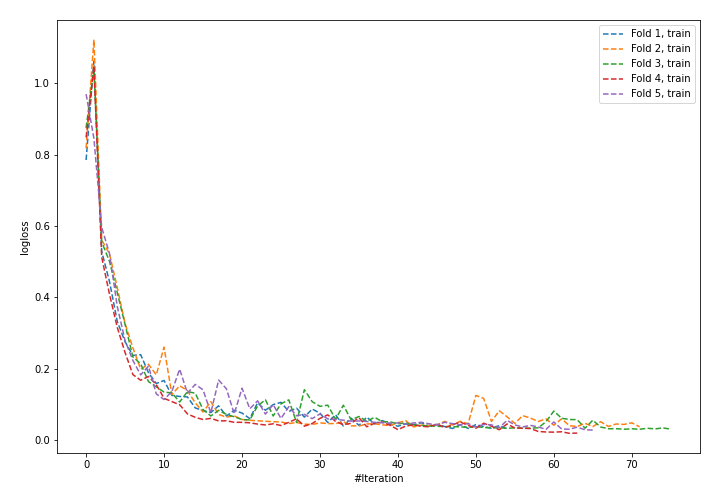 Fold 1, train
Fold 2, train
Fold 3, train
Fold 4, train
Fold 5, train
1.0
0.8
0.6
0.4
0.2
0.0
logloss
0
10
20
30
40
50
60
70
#Iteration